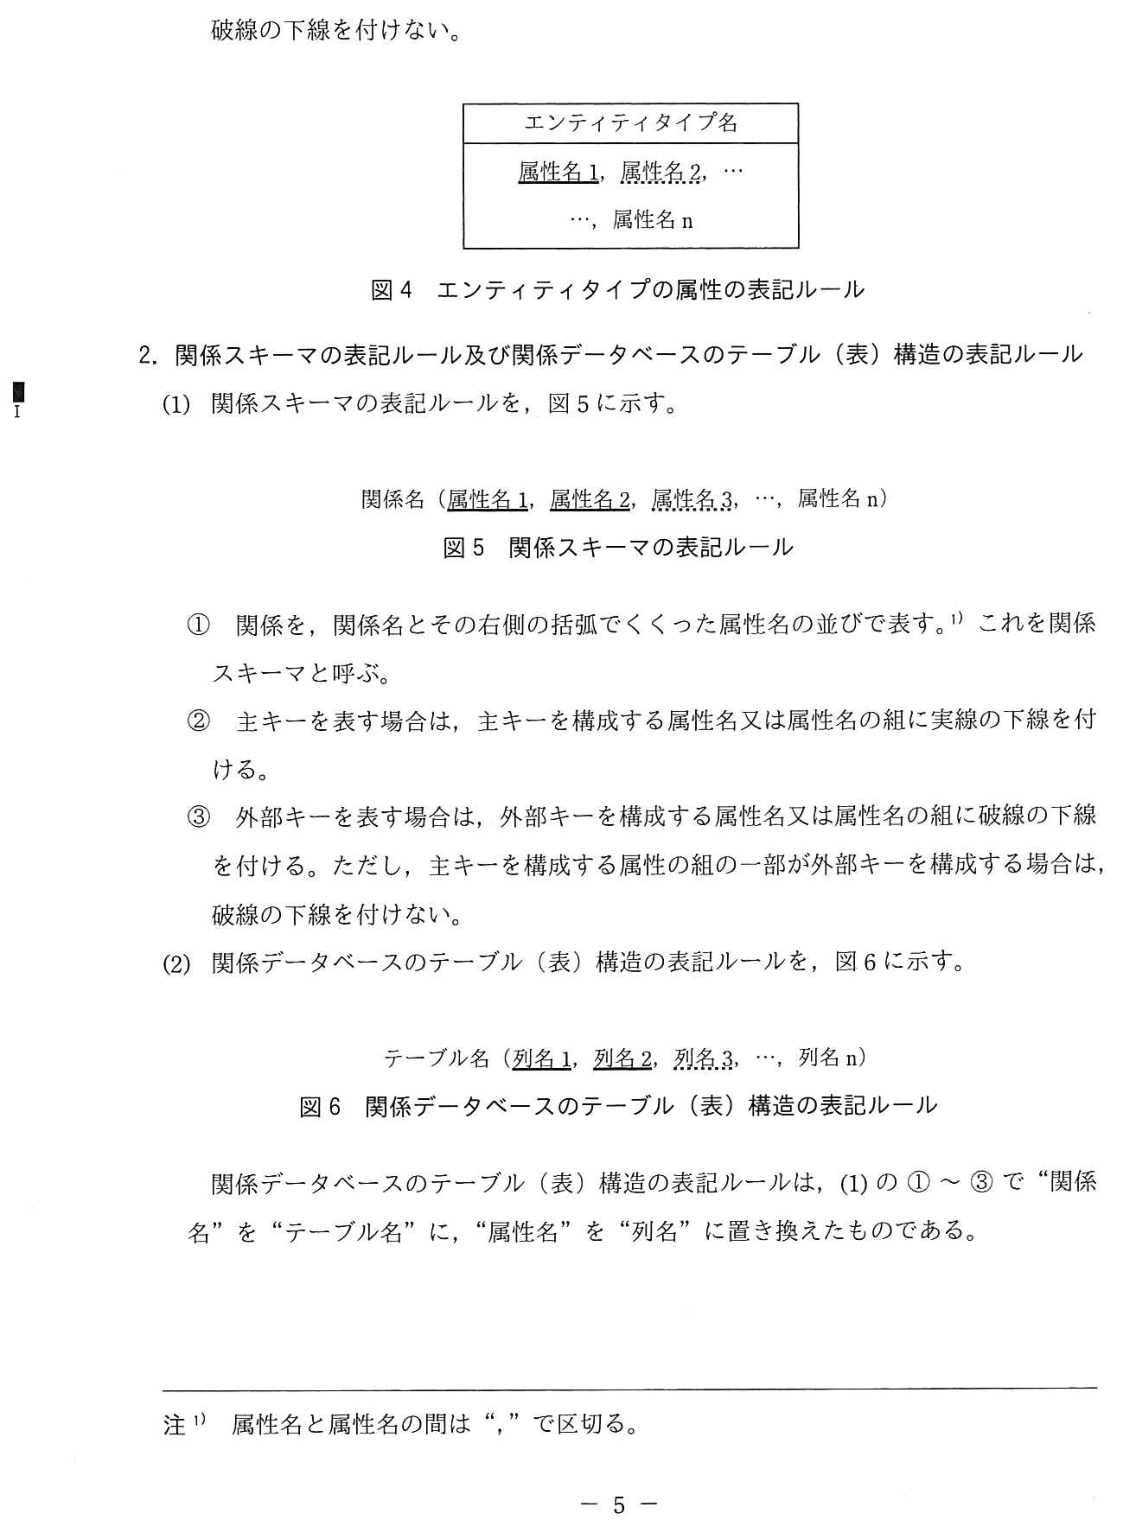 破線の下線を付けない。
エンティティタイプ名
属性名 1，属性名 2，…
…，属性名 n
図 4　エンティティタイプの属性の表記ルール
2．関係スキーマの表記ルール及び関係データベースのテーブル（表）構造の表記ルール
I
(1)　関係スキーマの表記ルールを，図 5 に示す。
関係名（属性名 1，属性名 2，属性名 3，…，属性名 n）
図 5　関係スキーマの表記ルール
①　関係を，関係名とその右側の括弧でくくった属性名の並びで表す。1)　これを関係
スキーマと呼ぶ。
②　主キーを表す場合は，主キーを構成する属性名又は属性名の組に実線の下線を付
ける。
③　外部キーを表す場合は，外部キーを構成する属性名又は属性名の組に破線の下線
を付ける。ただし，主キーを構成する属性の組の一部が外部キーを構成する場合は，
破線の下線を付けない。
(2)　関係データベースのテーブル（表）構造の表記ルールを，図 6 に示す。
テーブル名（列名 1，列名 2，列名 3，…，列名 n）
図 6　関係データベースのテーブル（表）構造の表記ルール
関係データベースのテーブル（表）構造の表記ルールは，(1) の ① ～ ③ で “関係
名” を “テーブル名” に，“属性名” を “列名” に置き換えたものである。
注 1)　属性名と属性名の間は “，” で区切る。
－ 5 －